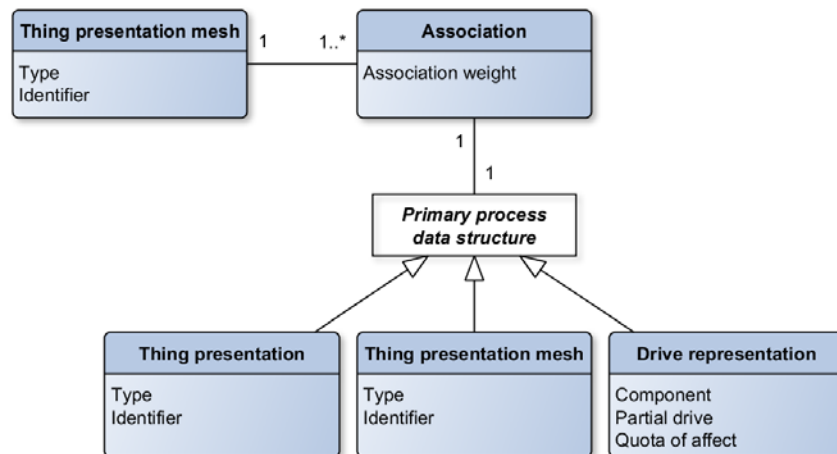 Thing presentation mesh
Type
Identifier
1
1..*
Association
Association weight
1
1
Primary process
data structure
Thing presentation
Type
Identifier
Thing presentation mesh
Type
Identifier
Drive representation
Component
Partial drive
Quota of affect